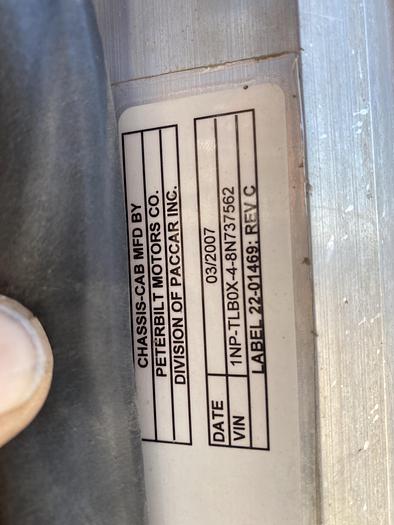 CHASSIS-CAB MFD BY
PETERBILT MOTORS CO.
DIVISION OF PACCAR INC.
DATE 03/2007
VIN 1NP-TLB0X-4-8N737562
LABEL 22-01469: REV C